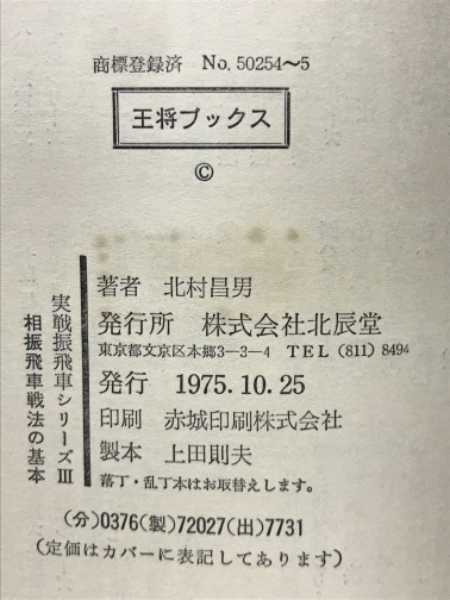 商標登録済 No. 50254〜5
王将ブックス
©
実戦振飛車シリーズⅢ
相振飛車戦法の基本
著者 北村昌男
発行所 株式会社北辰堂
東京都文京区本郷3-3-4 TEL (811) 8494
発行 1975.10.25
印刷 赤城印刷株式会社
製本 上田則夫
落丁・乱丁本はお取替えします。
(分)0376(製)72027(出)7731
(定価はカバーに表記してあります)